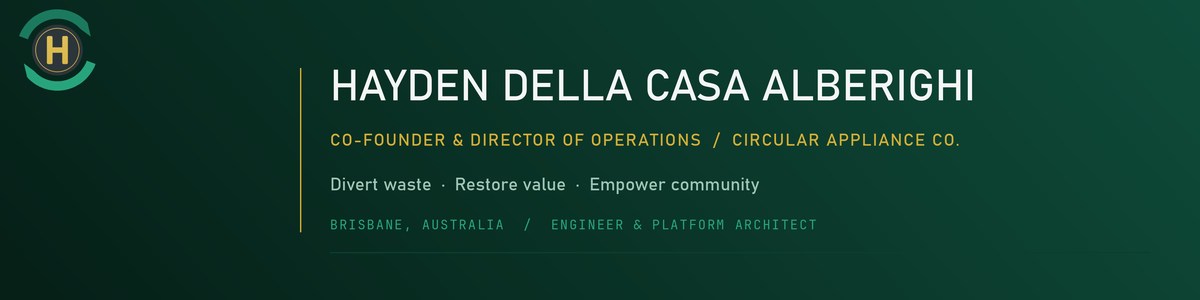 H
HAYDEN DELLA CASA ALBERIGHI
CO-FOUNDER & DIRECTOR OF OPERATIONS / CIRCULAR APPLIANCE CO.
Divert waste · Restore value · Empower community
BRISBANE, AUSTRALIA / ENGINEER & PLATFORM ARCHITECT